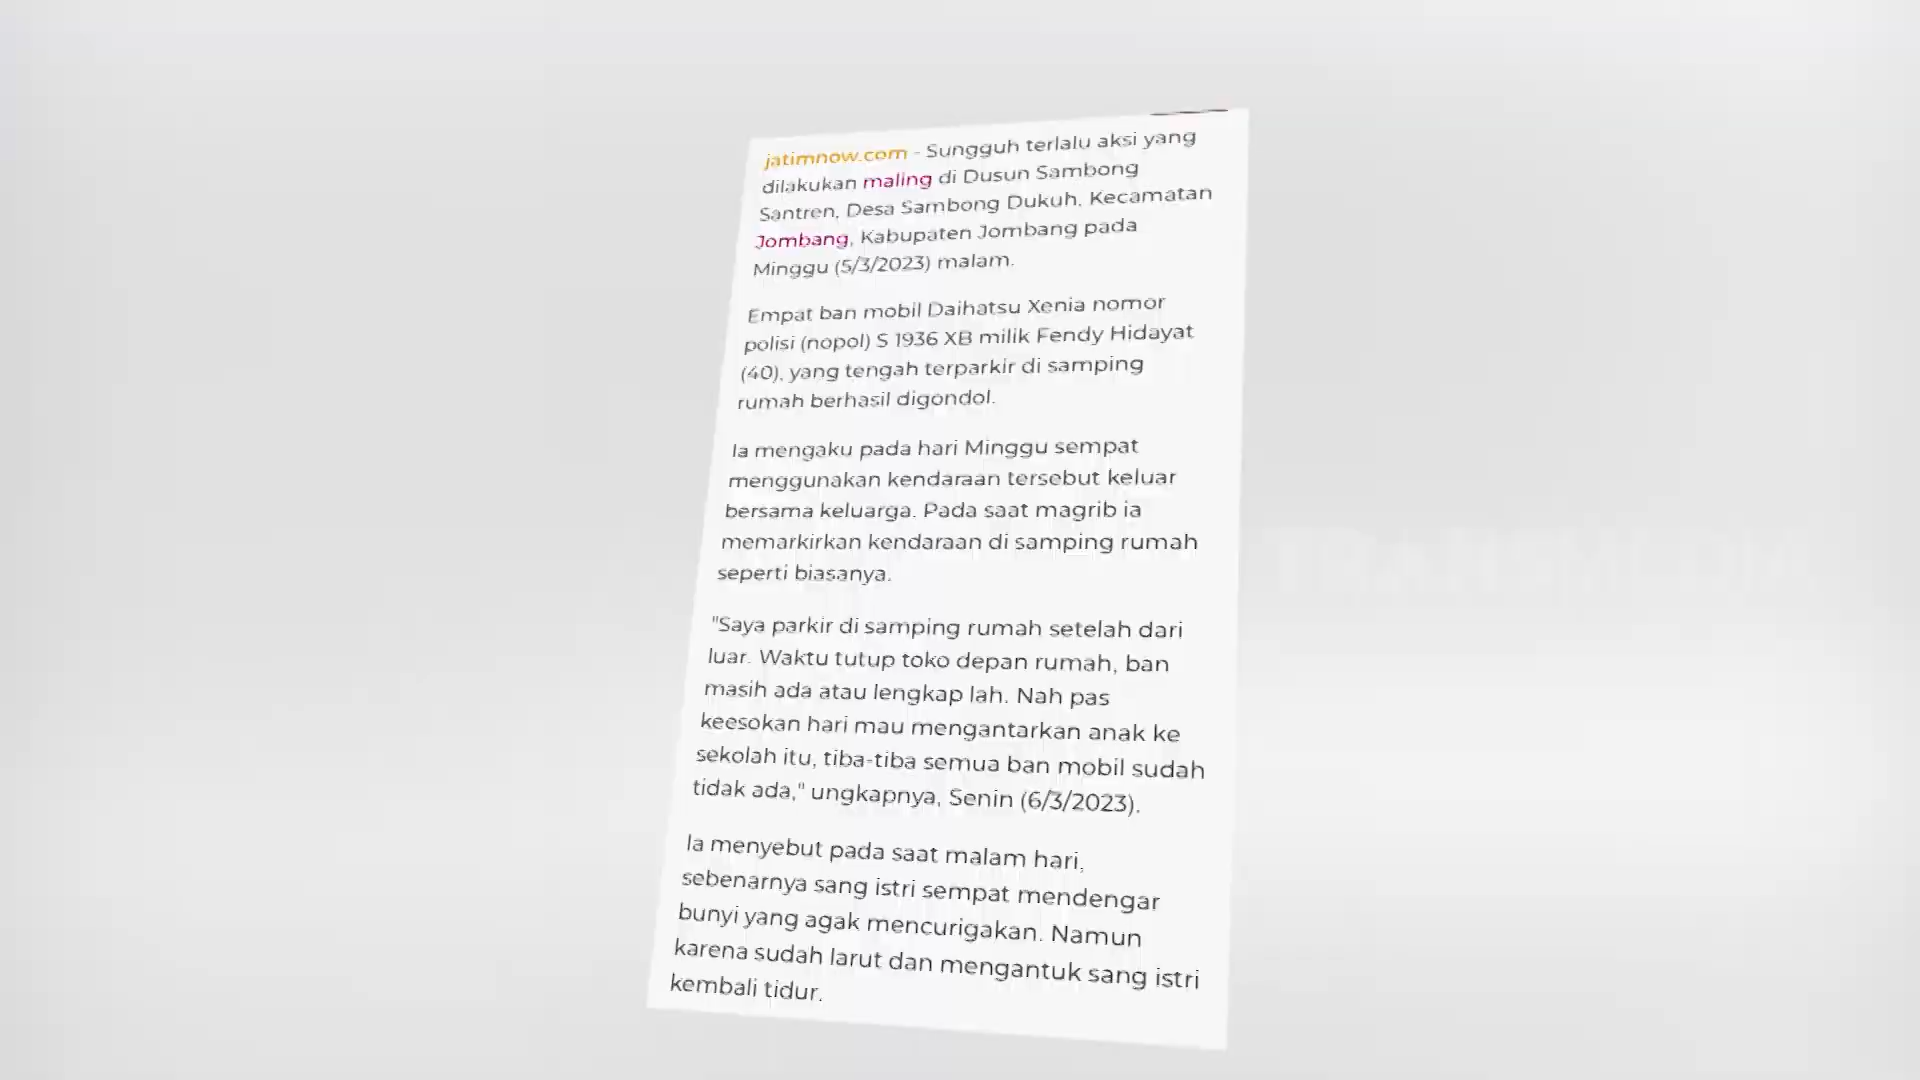 jatimnow.com - Sungguh terlalu aksi yang
dilakukan maling di Dusun Sambong
Santren, Desa Sambong Dukuh, Kecamatan
Jombang, Kabupaten Jombang pada
Minggu (5/3/2023) malam.
Empat ban mobil Daihatsu Xenia nomor
polisi (nopol) S 1936 XB milik Fendy Hidayat
(40), yang tengah terparkir di samping
rumah berhasil digondol.
Ia mengaku pada hari Minggu sempat
menggunakan kendaraan tersebut keluar
bersama keluarga. Pada saat magrib ia
memarkirkan kendaraan di samping rumah
seperti biasanya.
"Saya parkir di samping rumah setelah dari
luar. Waktu tutup toko depan rumah, ban
masih ada atau lengkap lah. Nah pas
keesokan hari mau mengantarkan anak ke
sekolah itu, tiba-tiba semua ban mobil sudah
tidak ada," ungkapnya, Senin (6/3/2023).
Ia menyebut pada saat malam hari,
sebenarnya sang istri sempat mendengar
bunyi yang agak mencurigakan. Namun
karena sudah larut dan mengantuk sang istri
kembali tidur.